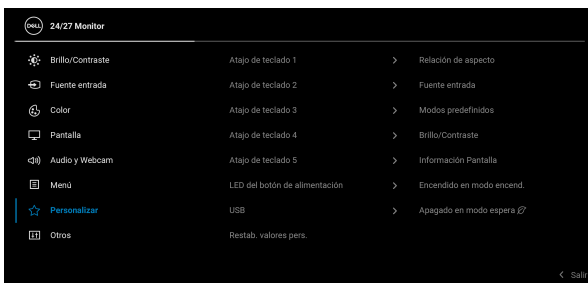 DELL 24/27 Monitor
Brillo/Contraste Atajo de teclado 1 > Relación de aspecto
Fuente entrada Atajo de teclado 2 > Fuente entrada
Color Atajo de teclado 3 > Modos predefinidos
Pantalla Atajo de teclado 4 > Brillo/Contraste
Audio y Webcam Atajo de teclado 5 > Información Pantalla
Menú LED del botón de alimentación > Encendido en modo encend.
Personalizar USB > Apagado en modo espera
Otros Restab. valores pers.
< Salir